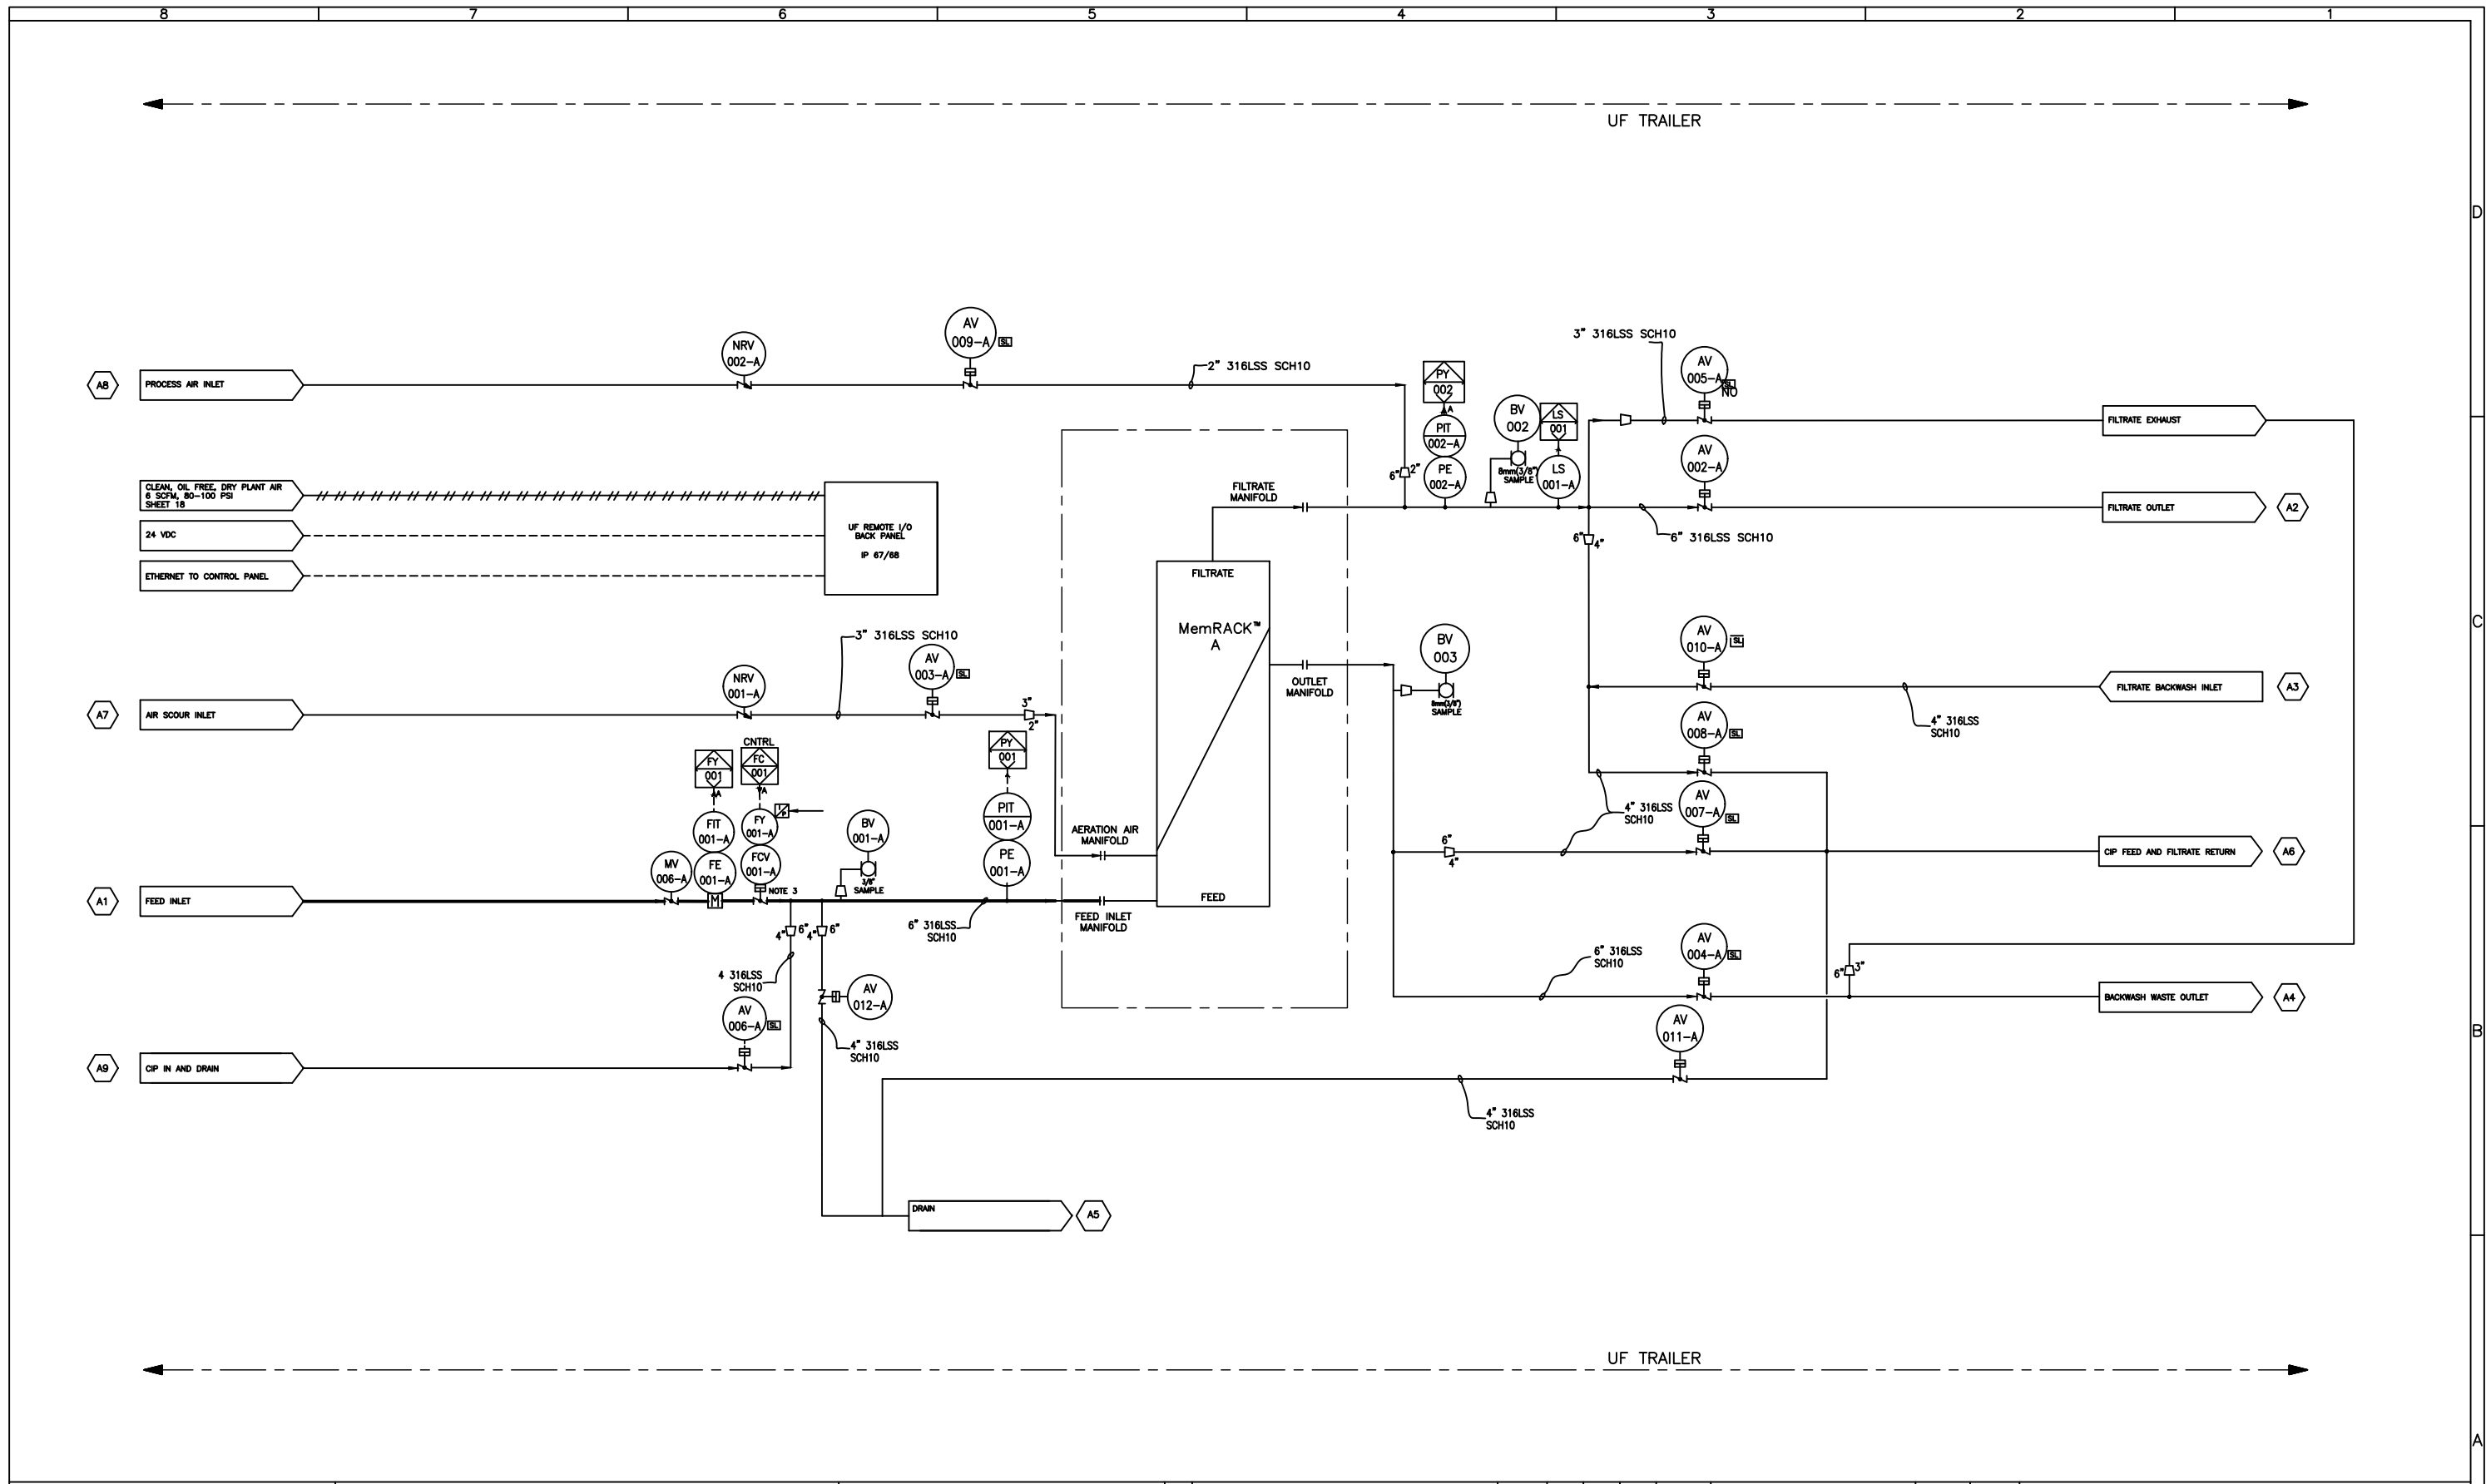 8 7 6 5 4 3 2 1
UF TRAILER
D
AV
009-A
SL
NRV
002-A
3" 316LSS SCH10
AV
005-A
SL
NO
2" 316LSS SCH10
PY
002
A
A8
PROCESS AIR INLET
PIT
002-A
BV
002
LS
001
FILTRATE EXHAUST
AV
002-A
PE
002-A
8mm(3/8")
SAMPLE
LS
001-A
6" 2"
CLEAN, OIL FREE, DRY PLANT AIR
6 SCFM, 80-100 PSI
SHEET 18
FILTRATE
MANIFOLD
FILTRATE OUTLET
A2
24 VDC
UF REMOTE I/O
BACK PANEL
IP 67/68
6" 4"
6" 316LSS SCH10
ETHERNET TO CONTROL PANEL
FILTRATE
C
MemRACK™
A
3" 316LSS SCH10
AV
003-A
SL
BV
003
AV
010-A
SL
NRV
001-A
OUTLET
MANIFOLD
FILTRATE BACKWASH INLET
A3
8mm(3/8")
SAMPLE
A7
AIR SCOUR INLET
3"
2"
4" 316LSS
SCH10
AV
008-A
SL
CNTRL
FY
001
A
FC
001
A
PY
001
I/P
FIT
001-A
FY
001-A
BV
001-A
PIT
001-A
AV
007-A
SL
4" 316LSS
SCH10
AERATION AIR
MANIFOLD
6"
4"
CIP FEED AND FILTRATE RETURN
A6
MV
006-A
FE
001-A
FCV
001-A
NOTE 3
3/8"
SAMPLE
PE
001-A
A1
FEED INLET
M
FEED
6" 316LSS
SCH10
FEED INLET
MANIFOLD
4" 6" 4" 6"
AV
004-A
SL
6" 316LSS
SCH10
4 316LSS
SCH10
6" 3"
AV
012-A
BACKWASH WASTE OUTLET
A4
AV
006-A
SL
AV
011-A
B
4" 316LSS
SCH10
A9
CIP IN AND DRAIN
4" 316LSS
SCH10
DRAIN
A5
UF TRAILER
A